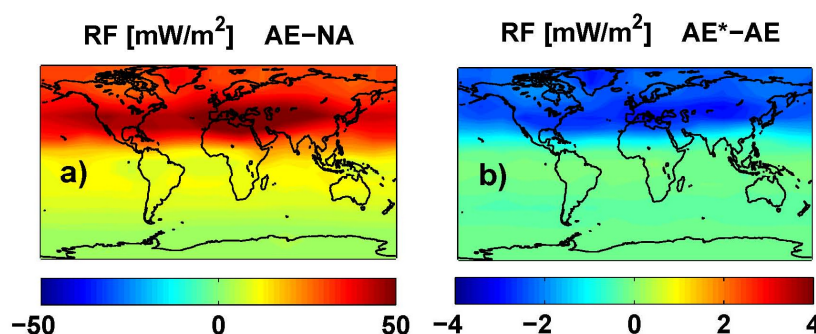 RF [mW/m²] AE−NA
RF [mW/m²] AE*−AE
a)
b)
−50 0 50
−4 −2 0 2 4